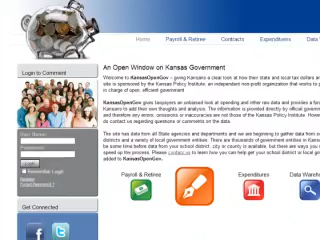 Home Payroll & Retiree Contracts Expenditures Data
An Open Window on Kansas Government
Login to Comment
Welcome to KansasOpenGov – giving Kansans a clear look at how their state and local tax dollars ar
site is sponsored by the Kansas Policy Institute, an independent non-profit organization that works to p
in charge of open, efficient government.
KansasOpenGov gives taxpayers an unbiased look at spending and other raw data and provides a foru
Kansans to add their own thoughts and analysis. The information is provided directly by official governm
and therefore any errors, omissions or inaccuracies are not those of the Kansas Policy Institute. However
do contact us regarding questions or comments on the data.
The site has data from all State agencies and departments and we are beginning to gather data from sc
districts and a variety of local government entities. There are thousands of government entities in Kansas
be some time before data from your school district, city or county is available, but there are ways you
speed up the process. Please contact us to learn how you can help get your school district or local go
added to KansasOpenGov.
User Name:
Password:
Login
Remember Login
Register
Forgot Password ?
Payroll & Retiree Expenditures Data Wareho
Get Connected